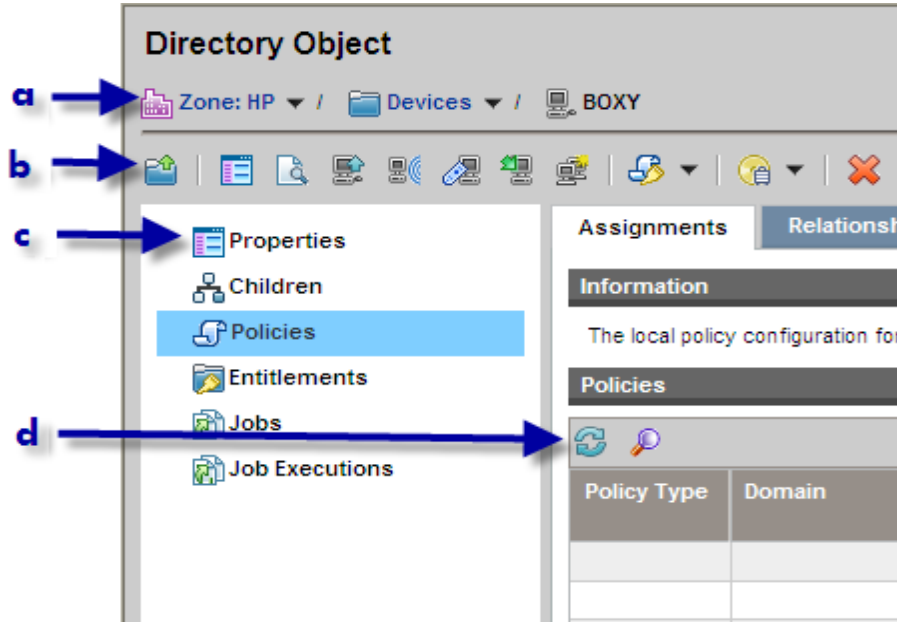 Directory Object
a
Zone: HP / Devices / BOXY
b
c
Properties
Children
Policies
Entitlements
d
Jobs
Job Executions
Assignments
Information
The local policy configuration
Policies
Policy Type Domain